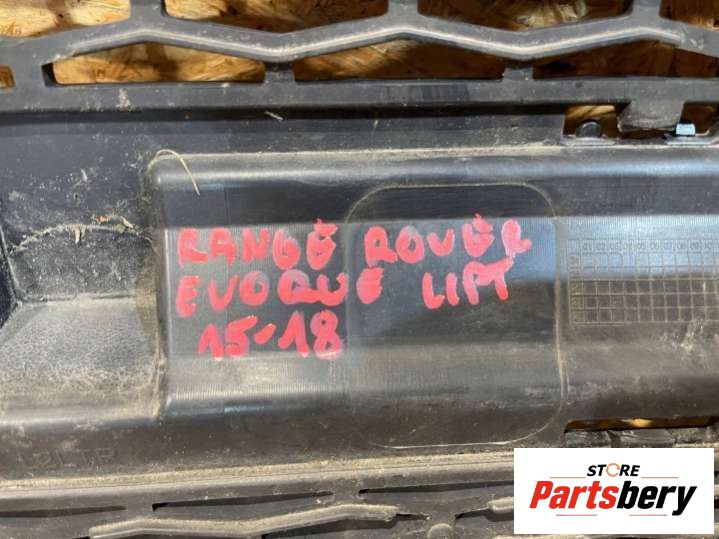 RANGE ROVER
EVOQUE LIFT
15-18
STORE
Partsbery